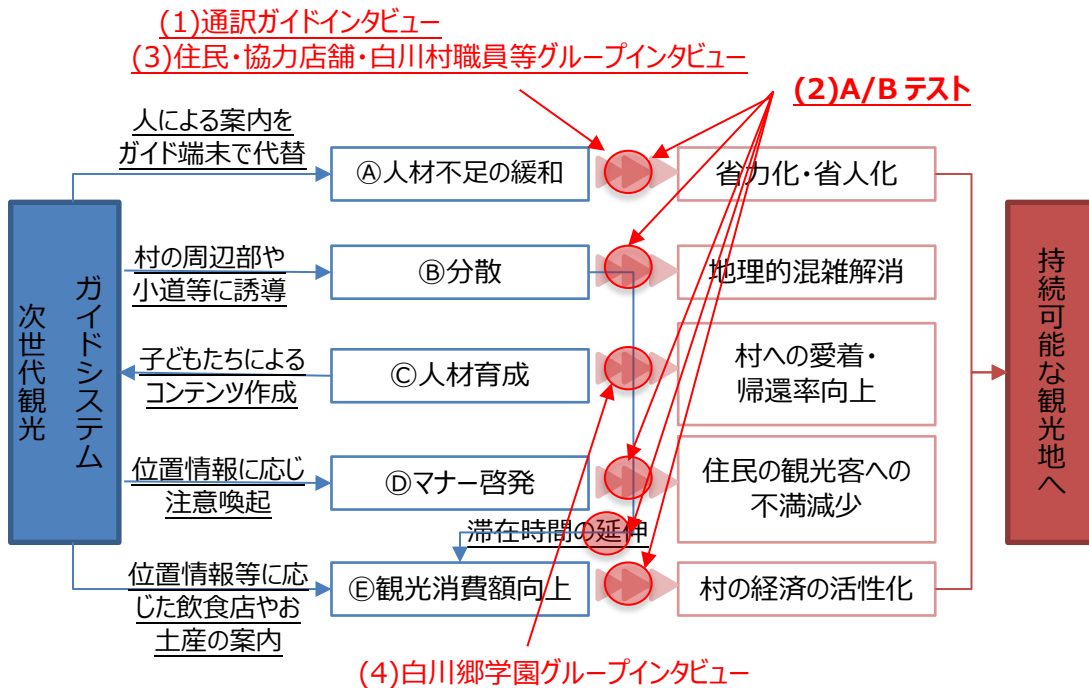 (1)通訳ガイドインタビュー
(3)住民・協力店舗・白川村職員等グループインタビュー
(2)A/B テスト
人による案内を
ガイド端末で代替
Ⓐ人材不足の緩和
省力化・省人化
村の周辺部や
小道等に誘導
Ⓑ分散
地理的混雑解消
次世代観光
ガイドシステム
子どもたちによる
コンテンツ作成
Ⓒ人材育成
村への愛着・
帰還率向上
持続可能な観光地へ
位置情報に応じ
注意喚起
Ⓓマナー啓発
住民の観光客への
不満減少
滞在時間の延伸
位置情報等に応
じた飲食店やお
土産の案内
Ⓔ観光消費額向上
村の経済の活性化
(4)白川郷学園グループインタビュー